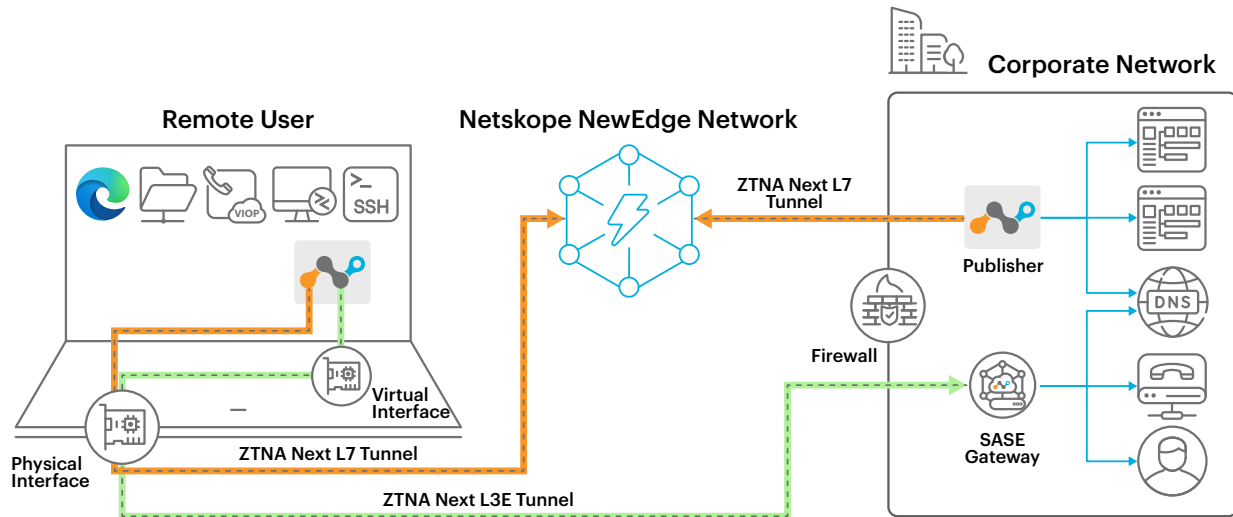 Corporate Network
Remote User
Netskope NewEdge Network
ZTNA Next L7
Tunnel
VIOP
>_
SSH
Publisher
DNS
Firewall
Virtual
Interface
SASE
Gateway
Physical
Interface
ZTNA Next L7 Tunnel
ZTNA Next L3E Tunnel